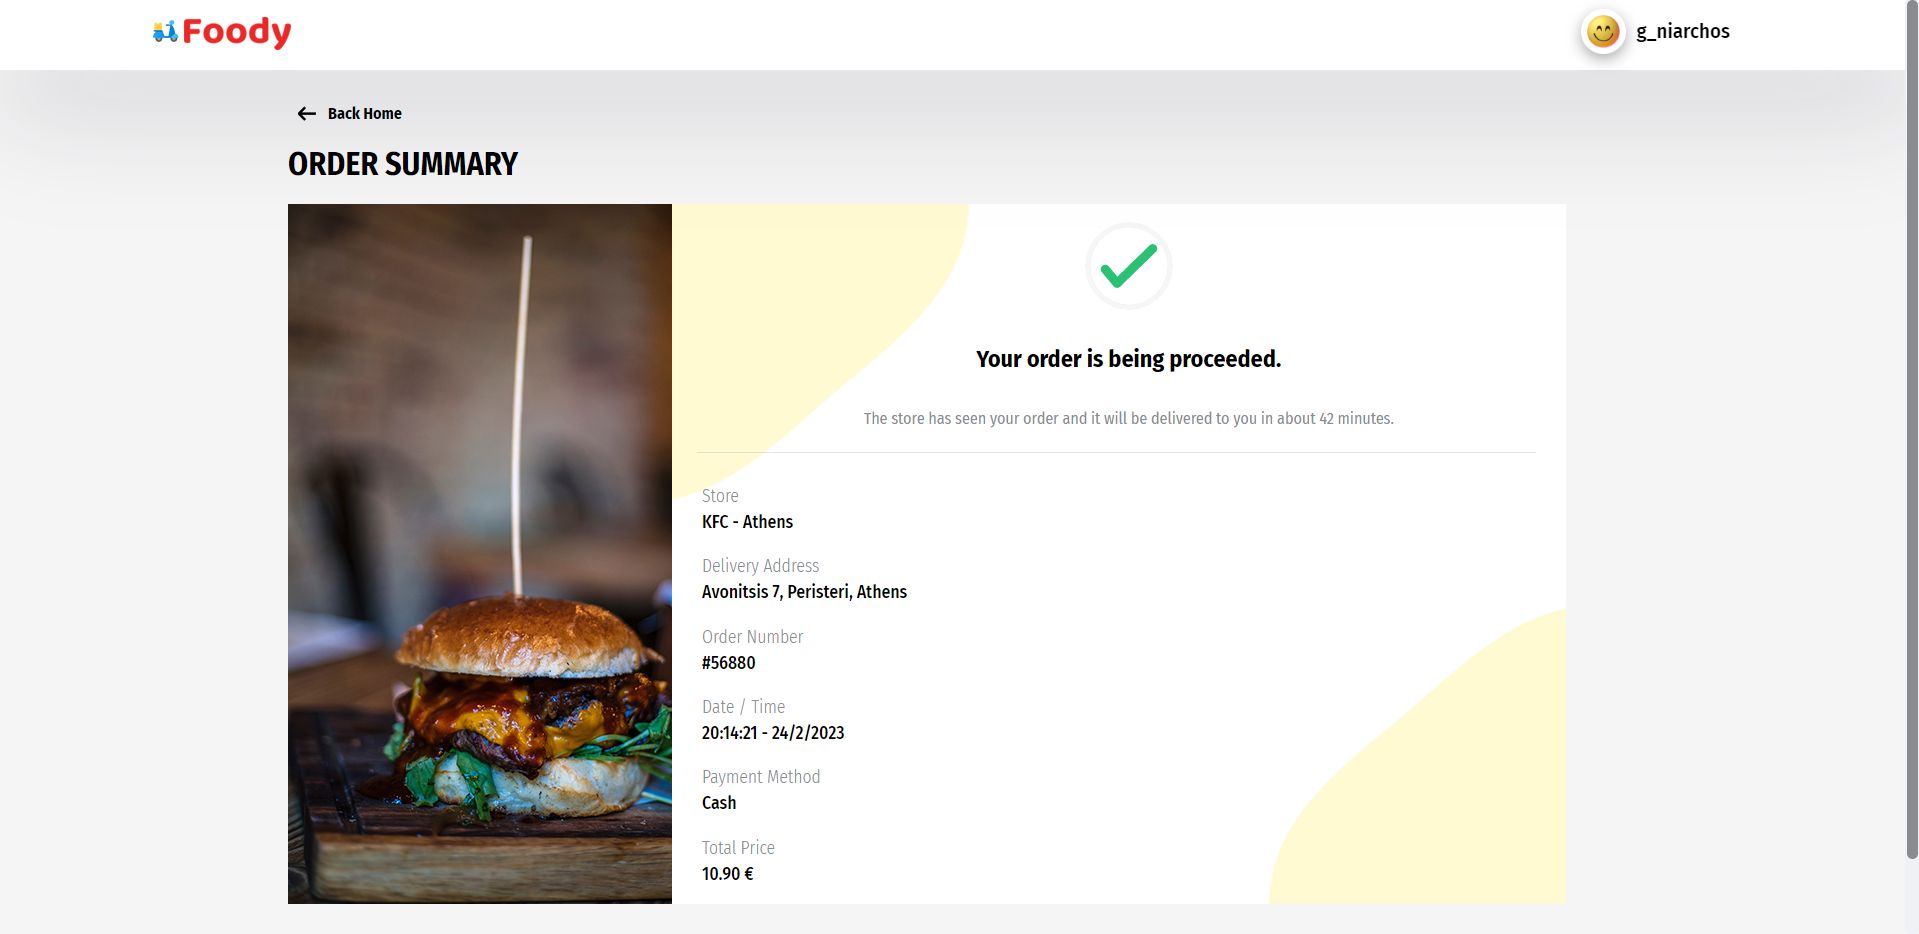 Foody
g_niarchos
Back Home
ORDER SUMMARY
Your order is being proceeded.
The store has seen your order and it will be delivered to you in about 42 minutes.
Store
KFC - Athens
Delivery Address
Avonitsis 7, Peristeri, Athens
Order Number
#56880
Date / Time
20:14:21 - 24/2/2023
Payment Method
Cash
Total Price
10.90 €